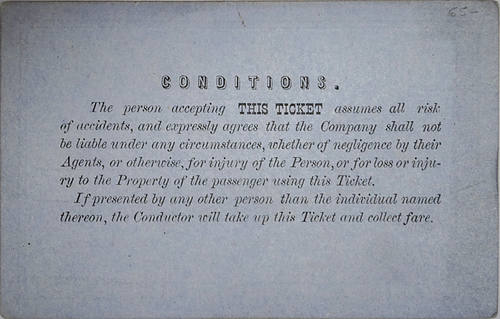 65-
CONDITIONS.
The person accepting THIS TICKET assumes all risk
of accidents, and expressly agrees that the Company shall not
be liable under any circumstances, whether of negligence by their
Agents, or otherwise, for injury of the Person, or for loss or inju-
ry to the Property of the passenger using this Ticket.
If presented by any other person than the individual named
thereon, the Conductor will take up this Ticket and collect fare.